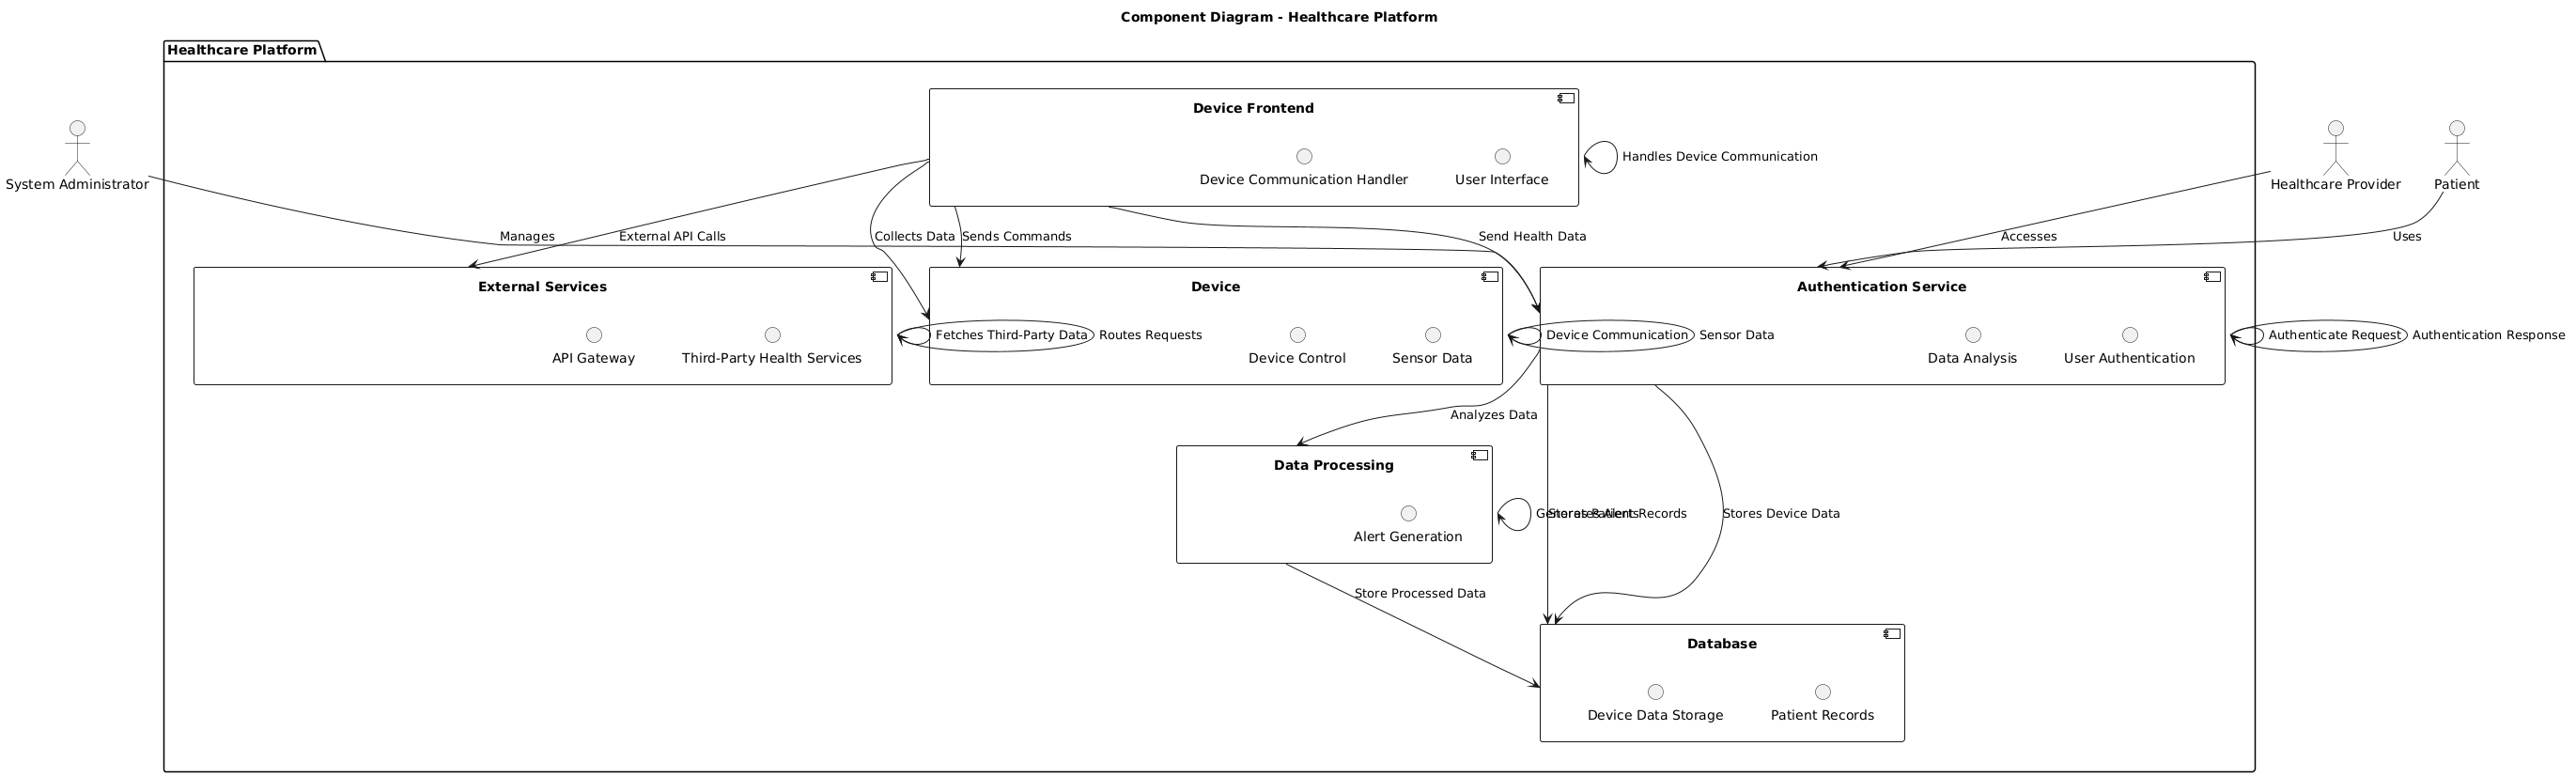 Component Diagram - Healthcare Platform
Healthcare Platform
Device Frontend
Device Communication Handler
User Interface
Handles Device Communication
System Administrator
Healthcare Provider
Patient
Manages
External API Calls
Collects Data
Sends Commands
Send Health Data
Accesses
Uses
External Services
API Gateway
Third-Party Health Services
Fetches Third-Party Data
Routes Requests
Device
Device Control
Sensor Data
Device Communication
Sensor Data
Authentication Service
Data Analysis
User Authentication
Authenticate Request
Authentication Response
Analyzes Data
Data Processing
Alert Generation
Generates Alerts
Stores Patient Records
Stores Device Data
Store Processed Data
Database
Device Data Storage
Patient Records